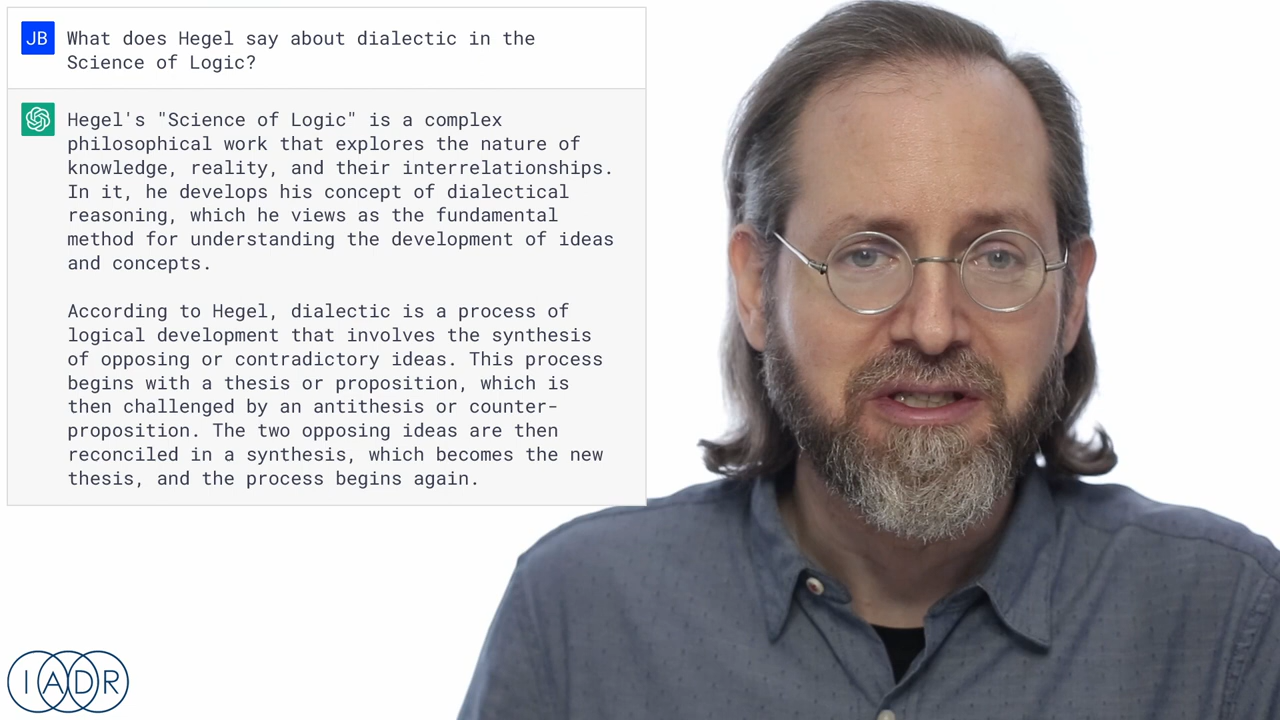 JB
What does Hegel say about dialectic in the
Science of Logic?
Hegel's "Science of Logic" is a complex
philosophical work that explores the nature of
knowledge, reality, and their interrelationships.
In it, he develops his concept of dialectical
reasoning, which he views as the fundamental
method for understanding the development of ideas
and concepts.
According to Hegel, dialectic is a process of
logical development that involves the synthesis
of opposing or contradictory ideas. This process
begins with a thesis or proposition, which is
then challenged by an antithesis or counter-
proposition. The two opposing ideas are then
reconciled in a synthesis, which becomes the new
thesis, and the process begins again.
IADR